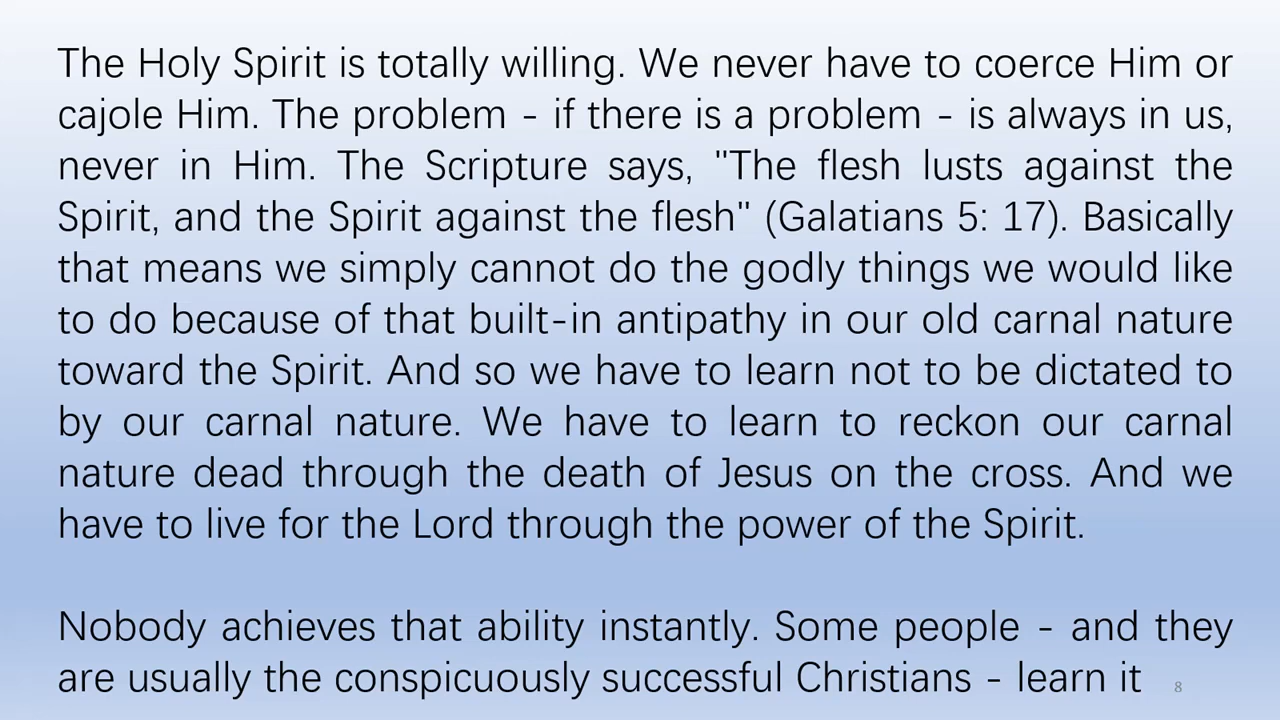 The Holy Spirit is totally willing. We never have to coerce Him or
cajole Him. The problem - if there is a problem - is always in us,
never in Him. The Scripture says, "The flesh lusts against the
Spirit, and the Spirit against the flesh" (Galatians 5: 17). Basically
that means we simply cannot do the godly things we would like
to do because of that built-in antipathy in our old carnal nature
toward the Spirit. And so we have to learn not to be dictated to
by our carnal nature. We have to learn to reckon our carnal
nature dead through the death of Jesus on the cross. And we
have to live for the Lord through the power of the Spirit.
Nobody achieves that ability instantly. Some people - and they
are usually the conspicuously successful Christians - learn it
8